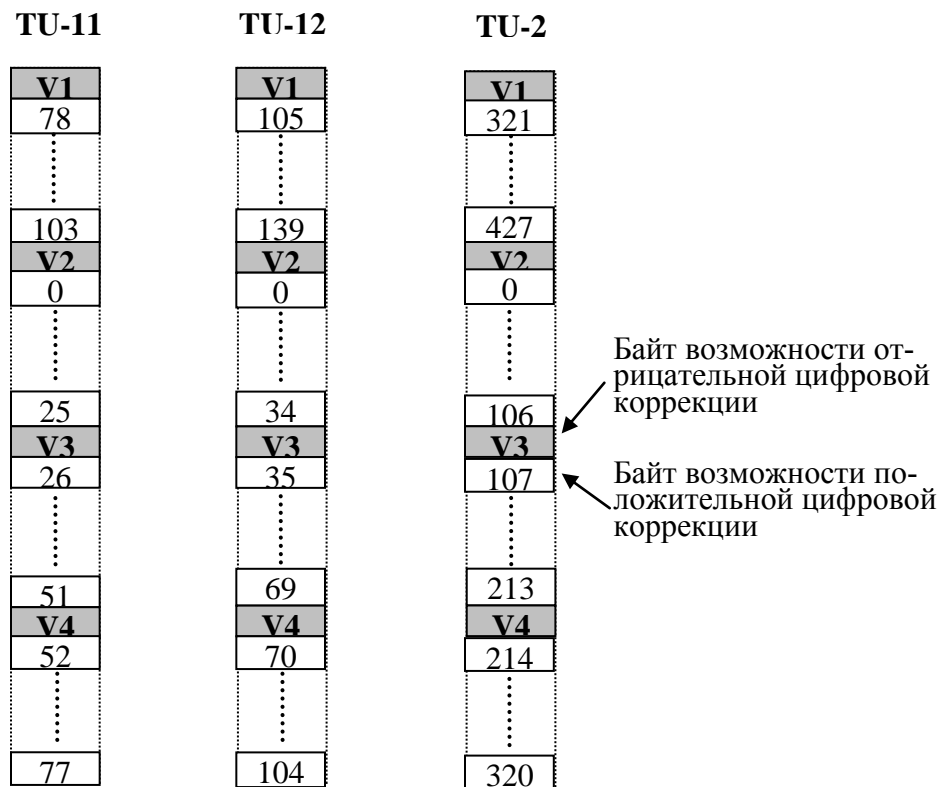 TU-11 TU-12 TU-2
V1 V1 V1
78 105 321
103 139 427
V2 V2 V2
0 0 0
Байт возможности от-
рицательной цифровой
коррекции
25 34 106
V3 V3 V3
26 35 107
Байт возможности по-
ложительной цифровой
коррекции
51 69 213
V4 V4 V4
52 70 214
77 104 320